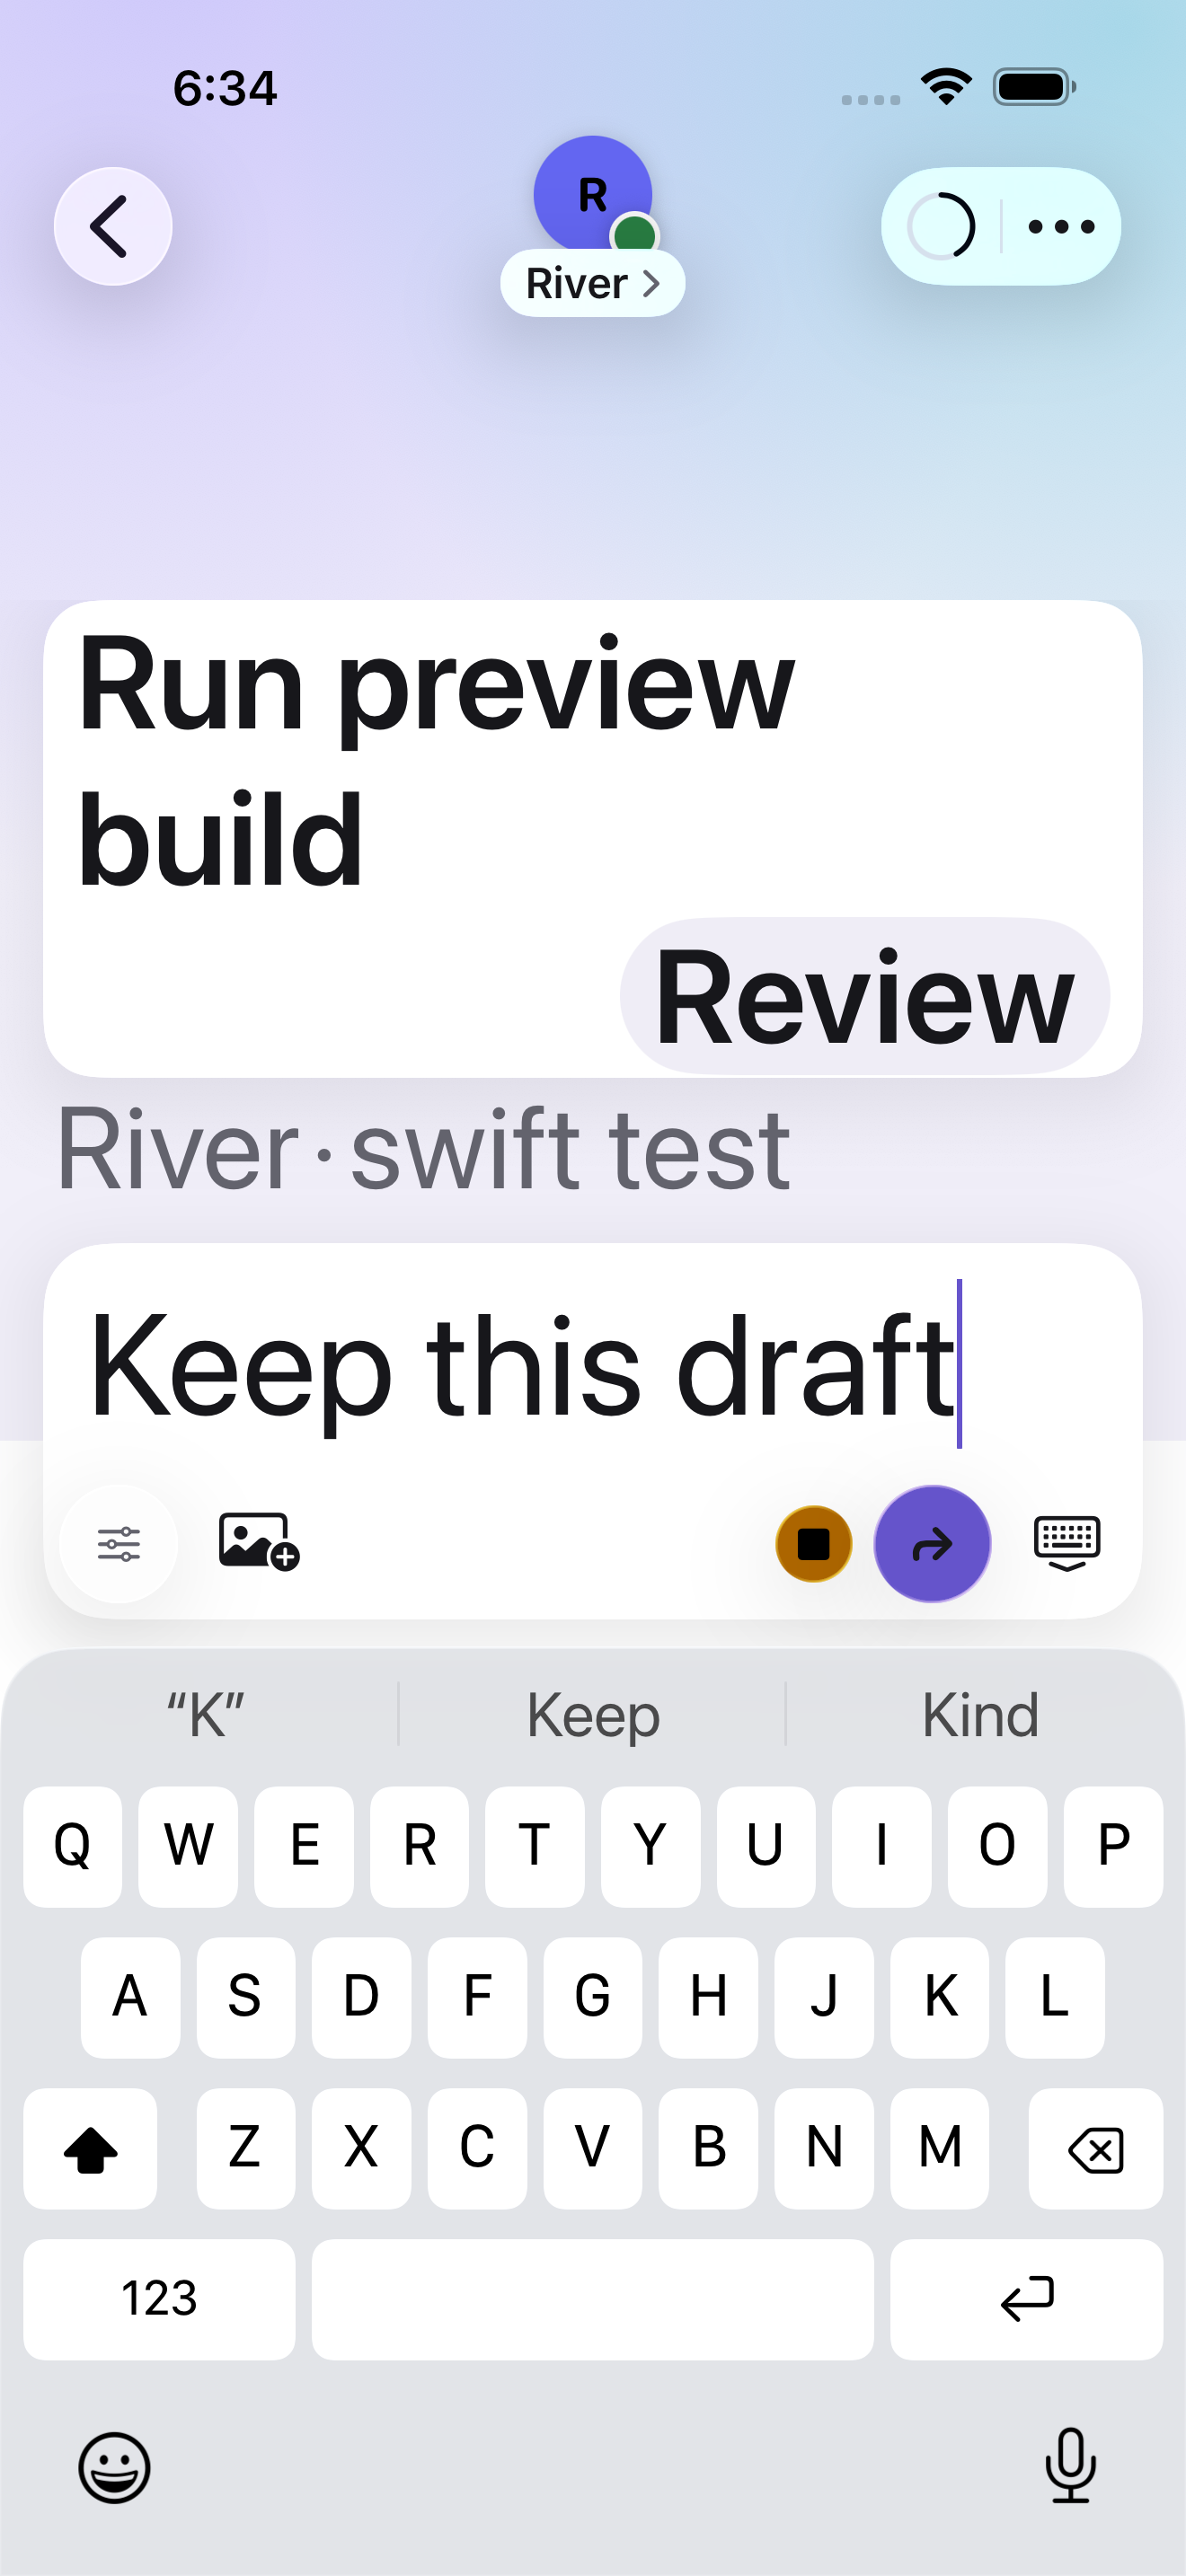 6:34
R
River
Run preview
build
Review
River · swift test
Keep this draft
“K” Keep Kind
Q W E R T Y U I O P
A S D F G H J K L
Z X C V B N M
123